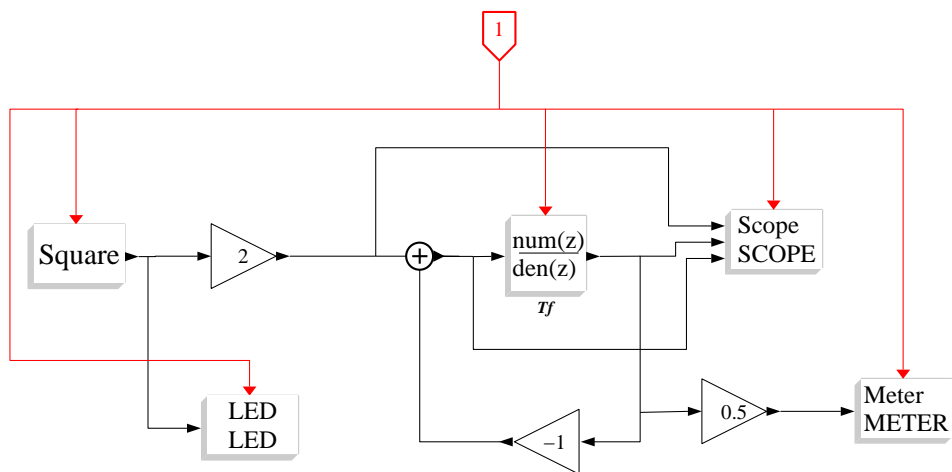 1
Square
2
+
num(z)
den(z)
Tf
Scope
SCOPE
LED
LED
−1
0.5
Meter
METER